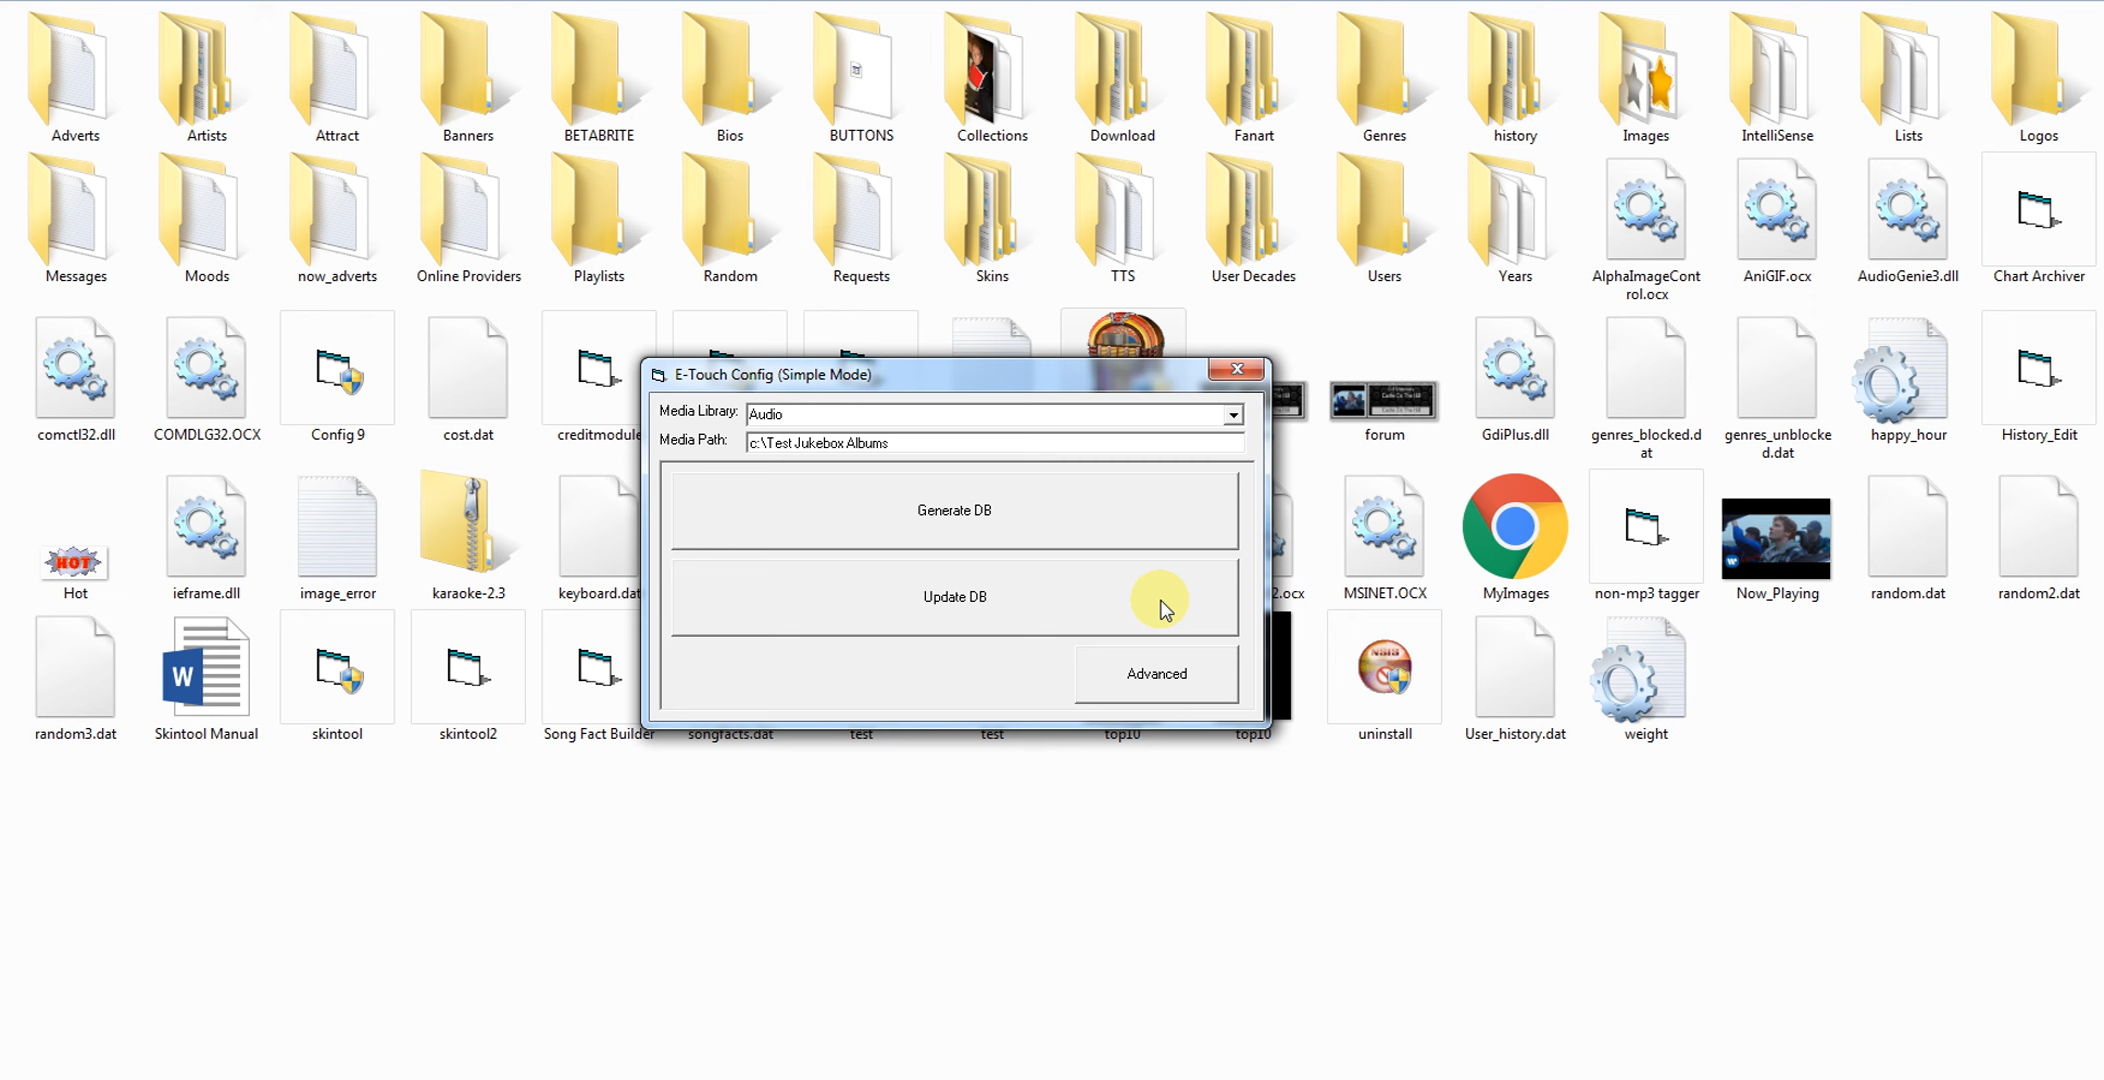 Adverts
Artists
Attract
Banners
BETABRITE
Bios
BUTTONS
Collections
Download
Fanart
Genres
history
Images
IntelliSense
Lists
Logos
Messages
Moods
now_adverts
Online Providers
Playlists
Random
Requests
Skins
TTS
User Decades
Users
Years
AlphaImageCont
rol.ocx
AniGIF.ocx
AudioGenie3.dll
Chart Archiver
comctl32.dll
COMDLG32.OCX
Config 9
cost.dat
creditmodule
forum
GdiPlus.dll
genres_blocked.d
at
genres_unblocke
d.dat
happy_hour
History_Edit
E-Touch Config (Simple Mode)
Media Library:
Audio
Media Path:
c:\Test Jukebox Albums
Generate DB
Update DB
Advanced
HOT
Hot
ieframe.dll
image_error
karaoke-2.3
keyboard.dat
2.ocx
MSINET.OCX
MyImages
non-mp3 tagger
Now_Playing
random.dat
random2.dat
W
NSIS
random3.dat
Skintool Manual
skintool
skintool2
Song Fact Builder
songfacts.dat
test
test
top10
top10
uninstall
User_history.dat
weight